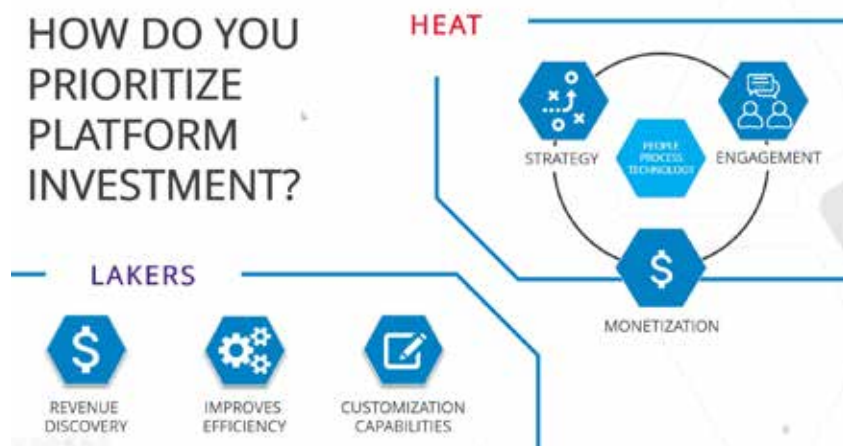 HOW DO YOU
PRIORITIZE
PLATFORM
INVESTMENT?
HEAT
STRATEGY
PEOPLE
PROCESS
TECHNOLOGY
ENGAGEMENT
MONETIZATION
LAKERS
REVENUE
DISCOVERY
IMPROVES
EFFICIENCY
CUSTOMIZATION
CAPABILITIES